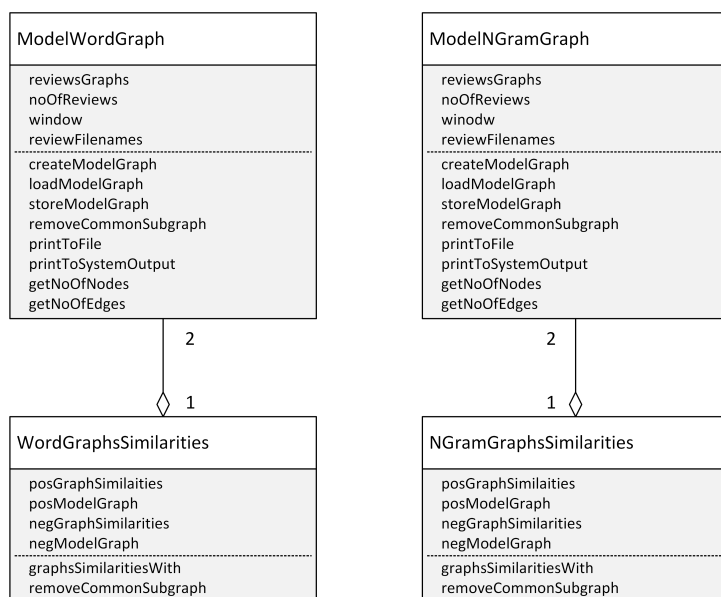 ModelWordGraph
reviewsGraphs
noOfReviews
window
reviewFilenames
createModelGraph
loadModelGraph
storeModelGraph
removeCommonSubgraph
printToFile
printToSystemOutput
getNoOfNodes
getNoOfEdges
2
1
WordGraphsSimilarities
posGraphSimilaities
posModelGraph
negGraphSimilarities
negModelGraph
graphsSimilaritiesWith
removeCommonSubgraph
ModelNGramGraph
reviewsGraphs
noOfReviews
winodw
reviewFilenames
createModelGraph
loadModelGraph
storeModelGraph
removeCommonSubgraph
printToFile
printToSystemOutput
getNoOfNodes
getNoOfEdges
2
1
NGramGraphsSimilarities
posGraphSimilaities
posModelGraph
negGraphSimilarities
negModelGraph
graphsSimilaritiesWith
removeCommonSubgraph